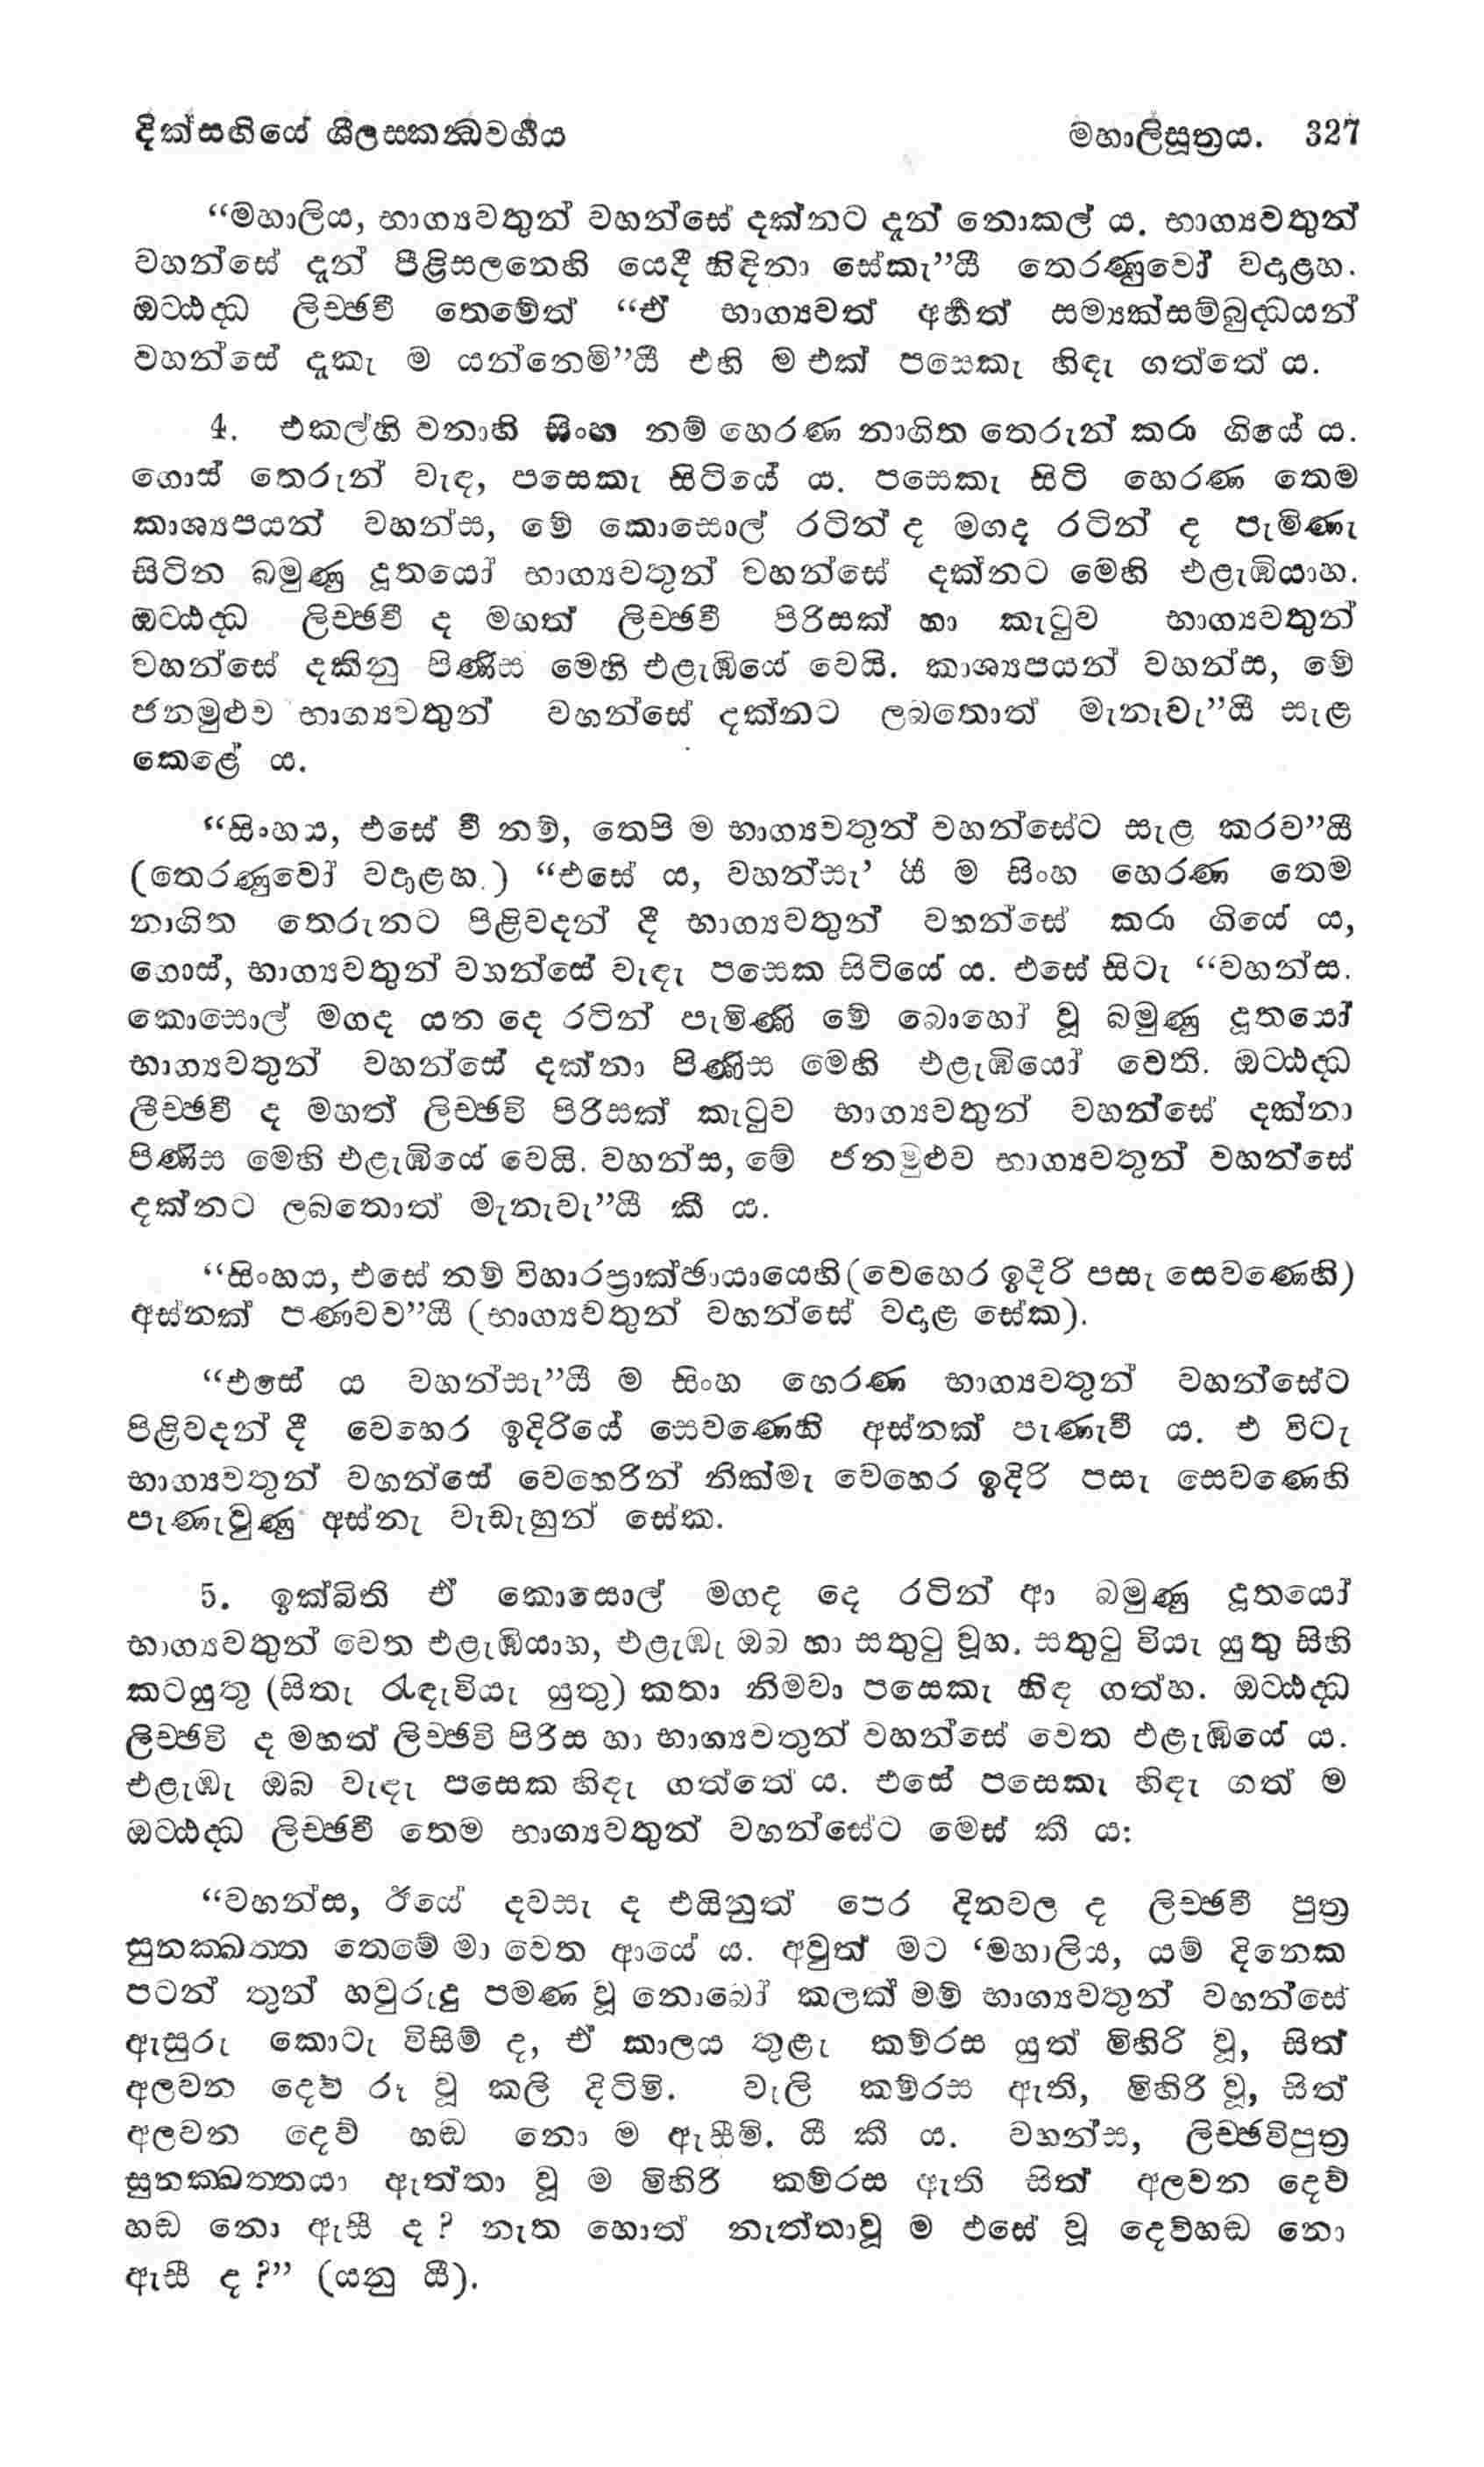 දික්සඟියේ ශීලස්කන්ධවර්ගය මහාලිසූත්‍රය. 327
“මහාලිය, භාග්‍යවතුන් වහන්සේ දක්නට දැන් නොකල් ය. භාග්‍යවතුන්
වහන්සේ දැන් පිළිසලනෙහි යෙදී හිඳිනා සේකැ”යි තෙරණුවෝ වදාළහ.
ඔට්ඨද්ධ ලිච්ඡවී තෙමේත් “ඒ භාග්‍යවත් අර්හත් සම්‍යක්සම්බුද්ධයන්
වහන්සේ දැකැ ම යන්නෙමි”යි එහි ම එක් පසෙකැ හිඳැ ගත්තේ ය.
4. එකල්හි වනාහි සිංහ නම් හෙරණ නාගිත තෙරුන් කරා ගියේ ය.
ගොස් තෙරුන් වැඳ, පසෙකැ සිටියේ ය. පසෙකැ සිටි හෙරණ තෙම
කාශ්‍යපයන් වහන්ස, මේ කොසොල් රටින් ද මගද රටින් ද පැමිණැ
සිටින බමුණු දූතයෝ භාග්‍යවතුන් වහන්සේ දක්නට මෙහි එළැඹියාහ.
ඔට්ඨද්ධ ලිච්ඡවී ද මහත් ලිච්ඡවී පිරිසක් හා කැටුව භාග්‍යවතුන්
වහන්සේ දකිනු පිණිස මෙහි එළැඹියේ වෙයි. කාශ්‍යපයන් වහන්ස, මේ
ජනමුළුව භාග්‍යවතුන් වහන්සේ දක්නට ලබතොත් මැනැවැ”යි සැළ
කෙළේ ය.
“සිංහය, එසේ වී නම්, තෙපි ම භාග්‍යවතුන් වහන්සේට සැළ කරව”යි
(තෙරණුවෝ වදාළහ.) “එසේ ය, වහන්සැ’ යි ම සිංහ හෙරණ තෙම
නාගිත තෙරුනට පිළිවදන් දී භාග්‍යවතුන් වහන්සේ කරා ගියේ ය,
ගොස්, භාග්‍යවතුන් වහන්සේ වැඳැ පසෙක සිටියේ ය. එසේ සිටැ “වහන්ස.
කොසොල් මගද යන දෙ රටින් පැමිණි මේ බොහෝ වූ බමුණු දූතයෝ
භාග්‍යවතුන් වහන්සේ දක්නා පිණිස මෙහි එළැඹියෝ වෙති. ඔට්ඨද්ධ
ලිච්ඡවී ද මහත් ලිච්ඡවි පිරිසක් කැටුව භාග්‍යවතුන් වහන්සේ දක්නා
පිණිස මෙහි එළැඹියේ වෙයි. වහන්ස, මේ ජනමුළුව භාග්‍යවතුන් වහන්සේ
දක්නට ලබතොත් මැනැවැ”යි කී ය.
“සිංහය, එසේ නම් විහාරප්‍රාක්ඡායායෙහි (වෙහෙර ඉදිරි පසැ සෙවණෙහි)
අස්නක් පණවව”යි (භාග්‍යවතුන් වහන්සේ වදාළ සේක).
“එසේ ය වහන්සැ”යි ම සිංහ හෙරණ භාග්‍යවතුන් වහන්සේට
පිළිවදන් දී වෙහෙර ඉදිරියේ සෙවණෙහි අස්නක් පැණැවී ය. එ විටැ
භාග්‍යවතුන් වහන්සේ වෙහෙරින් නික්මැ වෙහෙර ඉදිරි පසැ සෙවණෙහි
පැණැවුණු අස්නැ වැඩැහුන් සේක.
5. ඉක්බිති ඒ කොසොල් මගද දෙ රටින් ආ බමුණු දූතයෝ
භාග්‍යවතුන් වෙත එළැඹියාහ, එළැඹැ ඔබ හා සතුටු වූහ. සතුටු වියැ යුතු සිහි
කටයුතු (සිතැ රැඳැවියැ යුතු) කතා නිමවා පසෙකැ හිඳ ගත්හ. ඔට්ඨද්ධ
ලිච්ඡවි ද මහත් ලිච්ඡවි පිරිස හා භාග්‍යවතුන් වහන්සේ වෙත එළැඹියේ ය.
එළැඹැ ඔබ වැඳැ පසෙක හිඳැ ගත්තේ ය. එසේ පසෙකැ හිඳැ ගත් ම
ඔට්ඨද්ධ ලිච්ඡවී තෙම භාග්‍යවතුන් වහන්සේට මෙස් කී ය:
“වහන්ස, ඊයේ දවසැ ද එයිනුත් පෙර දිනවල ද ලිච්ඡවී පුත්‍ර
සුනක්ඛත්ත තෙමේ මා වෙත ආයේ ය. අවුත් මට ‘මහාලිය, යම් දිනෙක
පටන් තුන් හවුරුදු පමණ වූ නොබෝ කලක් මම් භාග්‍යවතුන් වහන්සේ
ඇසුරු කොටැ විසිම් ද, ඒ කාලය තුළැ කම්රස යුත් මිහිරි වූ, සිත්
අලවන දෙව් රූ වූ කලි දිටිමි. වැලි කම්රස ඇති, මිහිරි වූ, සිත්
අලවන දෙව් හඬ නො ම ඇසීමි. යි කී ය. වහන්ස, ලිච්ඡවිපුත්‍ර
සුනක්ඛත්තයා ඇත්තා වූ ම මිහිරි කම්රස ඇති සිත් අලවන දෙව්
හඬ නො ඇසී ද? නැත හොත් නැත්තාවූ ම එසේ වූ දෙව්හඬ නො
ඇසී ද?” (යනු යි).